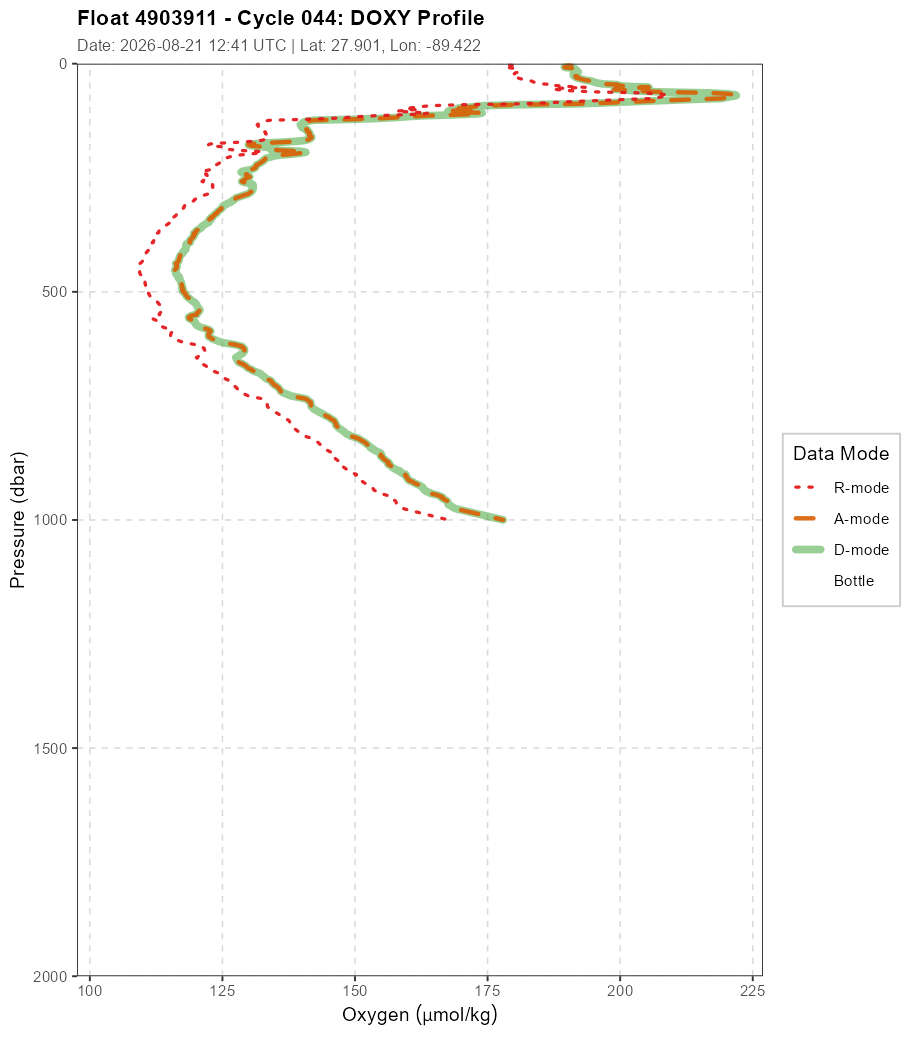 Float 4903911 - Cycle 044: DOXY Profile
Date: 2026-08-21 12:41 UTC | Lat: 27.901, Lon: -89.422
0
500
1000
1500
2000
Pressure (dbar)
100
125
150
175
200
225
Oxygen (μmol/kg)
Data Mode
R-mode
A-mode
D-mode
Bottle